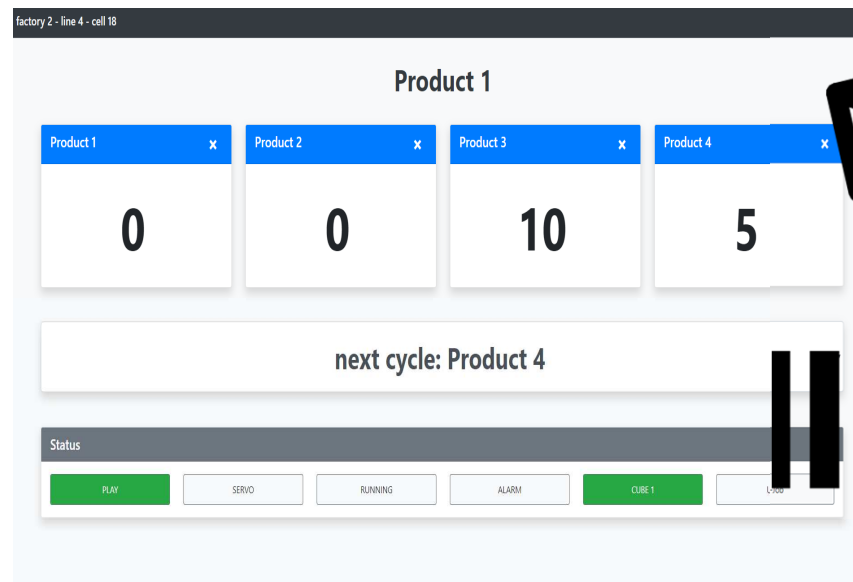 factory 2 - line 4 - cell 18
Product 1
Product 1 × Product 2 × Product 3 × Product 4 ×
0 0 10 5
next cycle: Product 4
Status
PLAY SERVO RUNNING ALARM CUBE 1